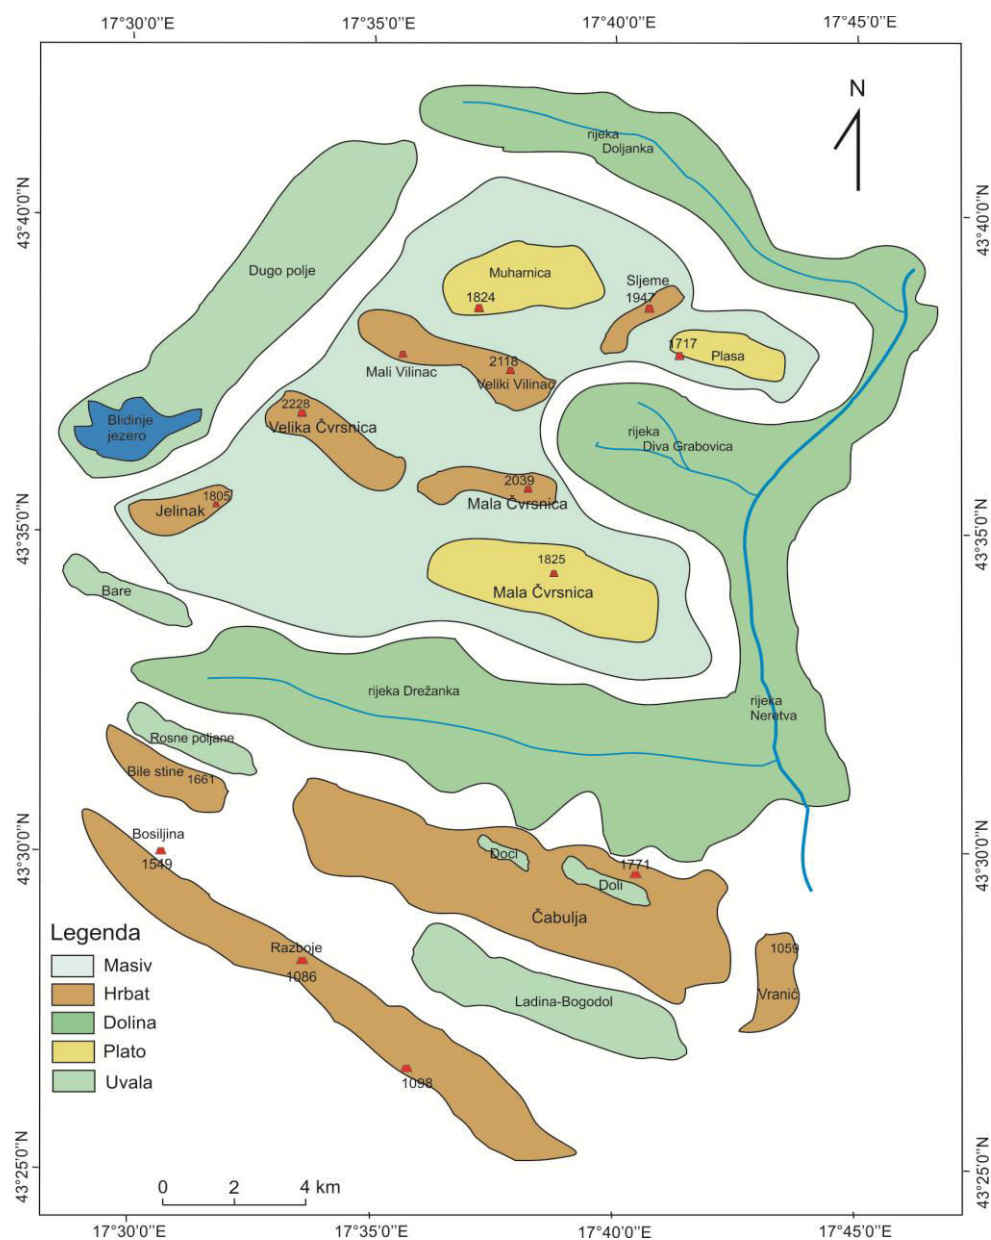 17°30'0"E
17°35'0"E
17°40'0"E
17°45'0"E
N
rijeka
Doljanka
43°40'0"N
43°40'0"N
Dugo polje
Muharnica
1824
Sljeme
1947
1717
Plasa
Mali Vilinac
2118
Veliki Vilinac
2228
Velika Čvrsnica
Blidinje
jezero
rijeka
Diva Grabovica
1805
Jelinak
2039
Mala Čvrsnica
43°35'0"N
43°35'0"N
1825
Mala Čvrsnica
Bare
rijeka Drežanka
rijeka
Neretva
Rosne poljane
Bile stine
1661
Bosiljina
1549
43°30'0"N
43°30'0"N
Doci
1771
Doli
Čabulja
Legenda
Masiv
Hrbat
Dolina
Plato
Uvala
Razboje
1086
1059
Vranić
Ladina-Bogodol
1098
43°25'0"N
43°25'0"N
0 2 4 km
17°30'0"E
17°35'0"E
17°40'0"E
17°45'0"E